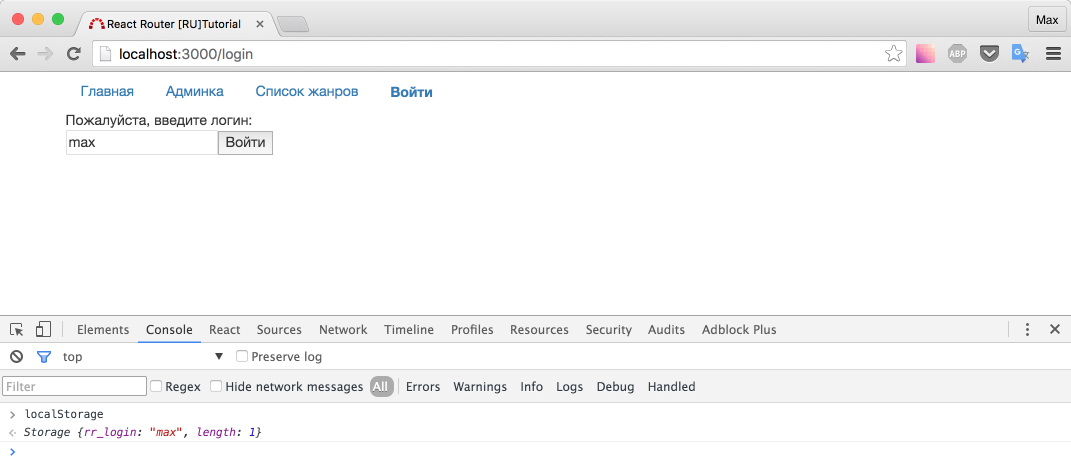 React Router [RU]Tutorial
Max
localhost:3000/login
ABP
Главная Админка Список жанров Войти
Пожалуйста, введите логин:
max Войти
Elements Console React Sources Network Timeline Profiles Resources Security Audits Adblock Plus
top Preserve log
Filter Regex Hide network messages All Errors Warnings Info Logs Debug Handled
localStorage
Storage {rr_login: "max", length: 1}